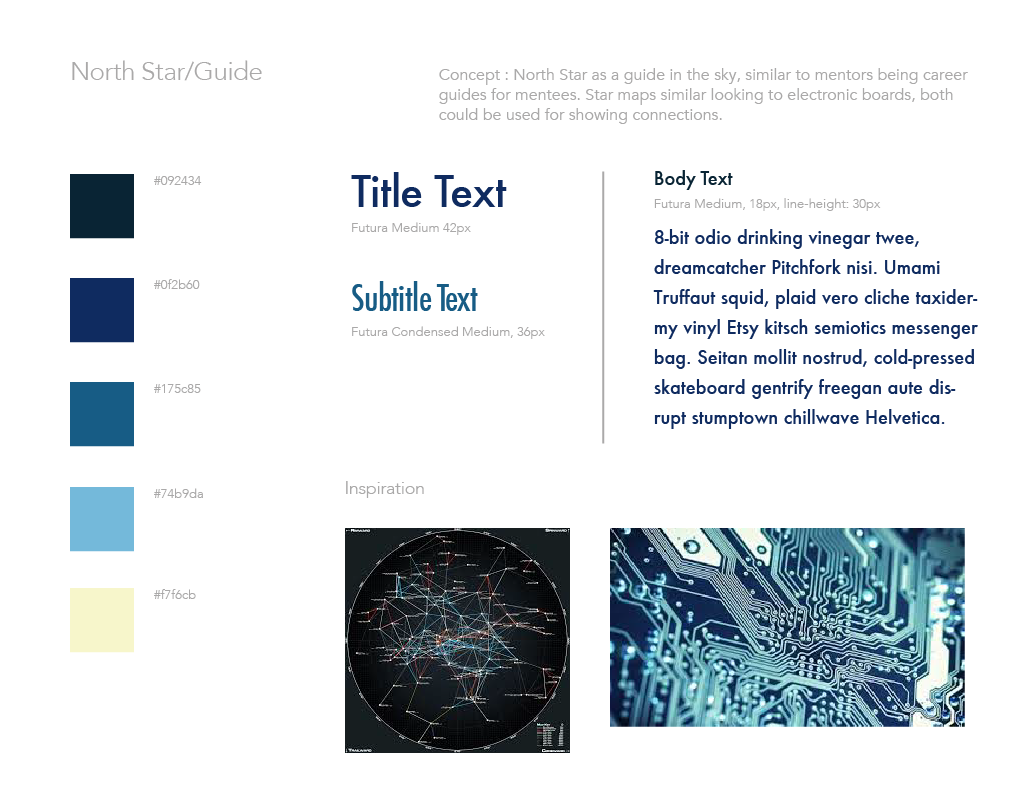 North Star/Guide
Concept : North Star as a guide in the sky, similar to mentors being career
guides for mentees. Star maps similar looking to electronic boards, both
could be used for showing connections.
#092434
#0f2b60
#175c85
#74b9da
#f7f6cb
Title Text
Futura Medium 42px
Subtitle Text
Futura Condensed Medium, 36px
Body Text
Futura Medium, 18px, line-height: 30px
8-bit odio drinking vinegar twee,
dreamcatcher Pitchfork nisi. Umami
Truffaut squid, plaid vero cliche taxider-
my vinyl Etsy kitsch semiotics messenger
bag. Seitan mollit nostrud, cold-pressed
skateboard gentrify freegan aute dis-
rupt stumptown chillwave Helvetica.
Inspiration